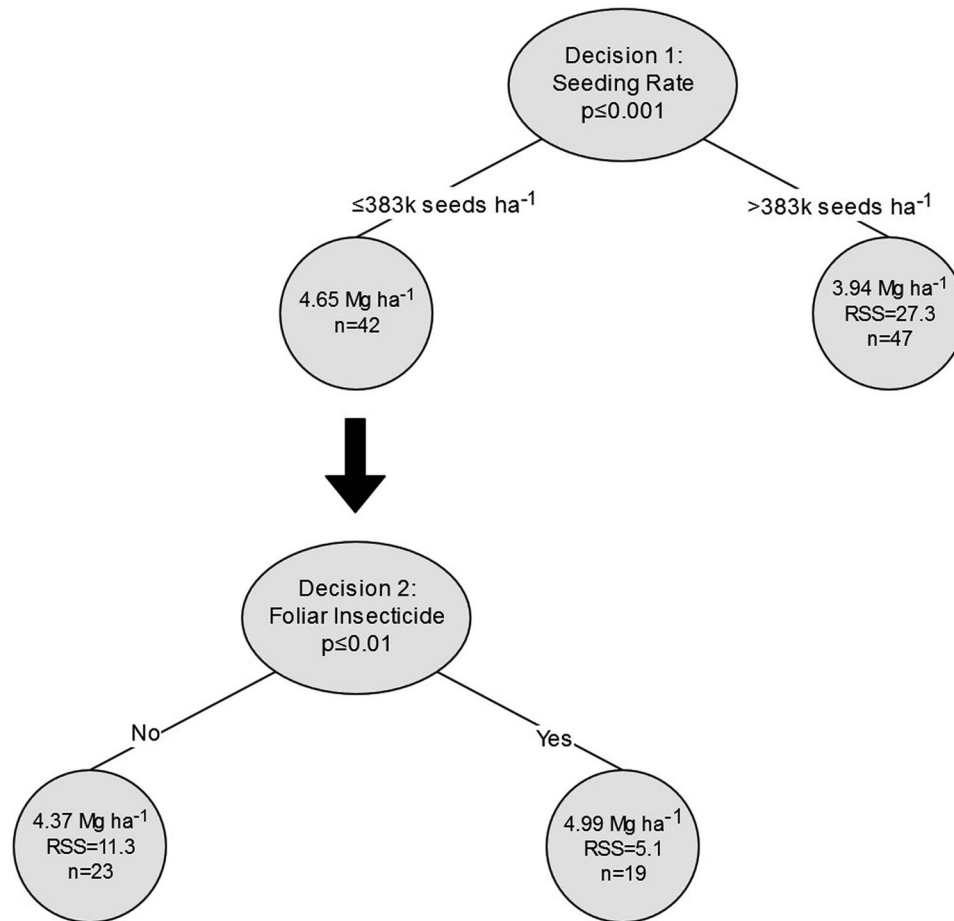 Decision 1:
Seeding Rate
p≤0.001
≤383k seeds ha⁻¹
>383k seeds ha⁻¹
4.65 Mg ha⁻¹
n=42
3.94 Mg ha⁻¹
RSS=27.3
n=47
Decision 2:
Foliar Insecticide
p≤0.01
No
Yes
4.37 Mg ha⁻¹
RSS=11.3
n=23
4.99 Mg ha⁻¹
RSS=5.1
n=19